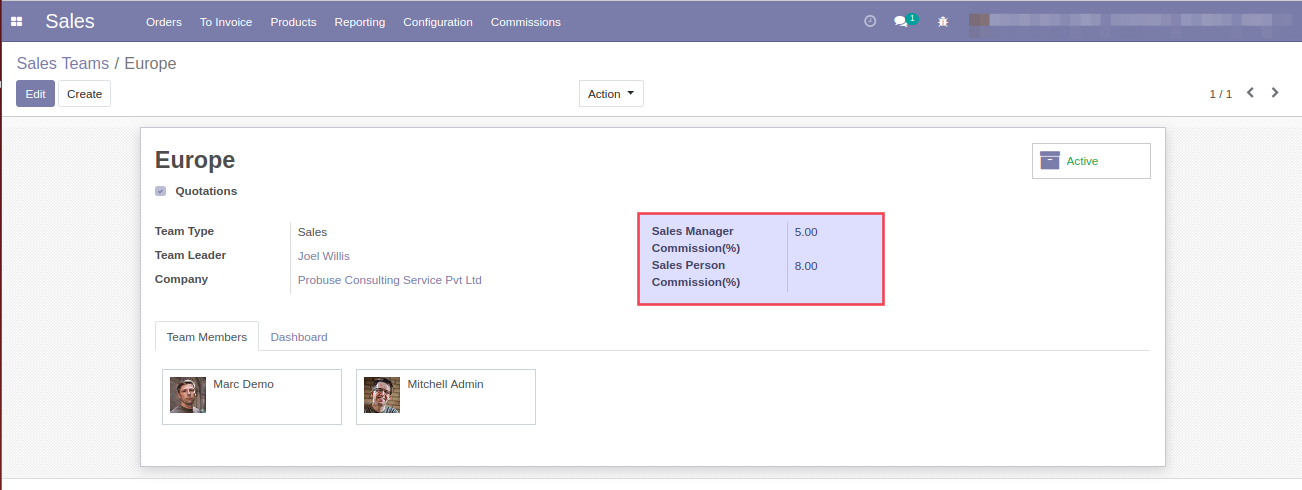 Sales Orders To Invoice Products Reporting Configuration Commissions 1
Sales Teams / Europe
Edit Create Action 1 / 1
Europe
Active
Quotations
Team Type Sales
Team Leader Joel Willis
Company Probuse Consulting Service Pvt Ltd
Sales Manager 5.00
Commission(%)
Sales Person 8.00
Commission(%)
Team Members Dashboard
Marc Demo Mitchell Admin